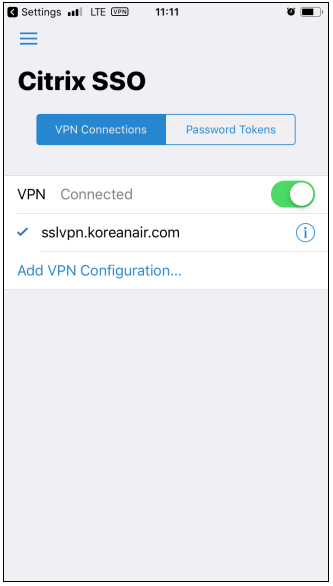 Settings LTE VPN 11:11
Citrix SSO
VPN Connections Password Tokens
VPN Connected
sslvpn.koreanair.com
Add VPN Configuration...